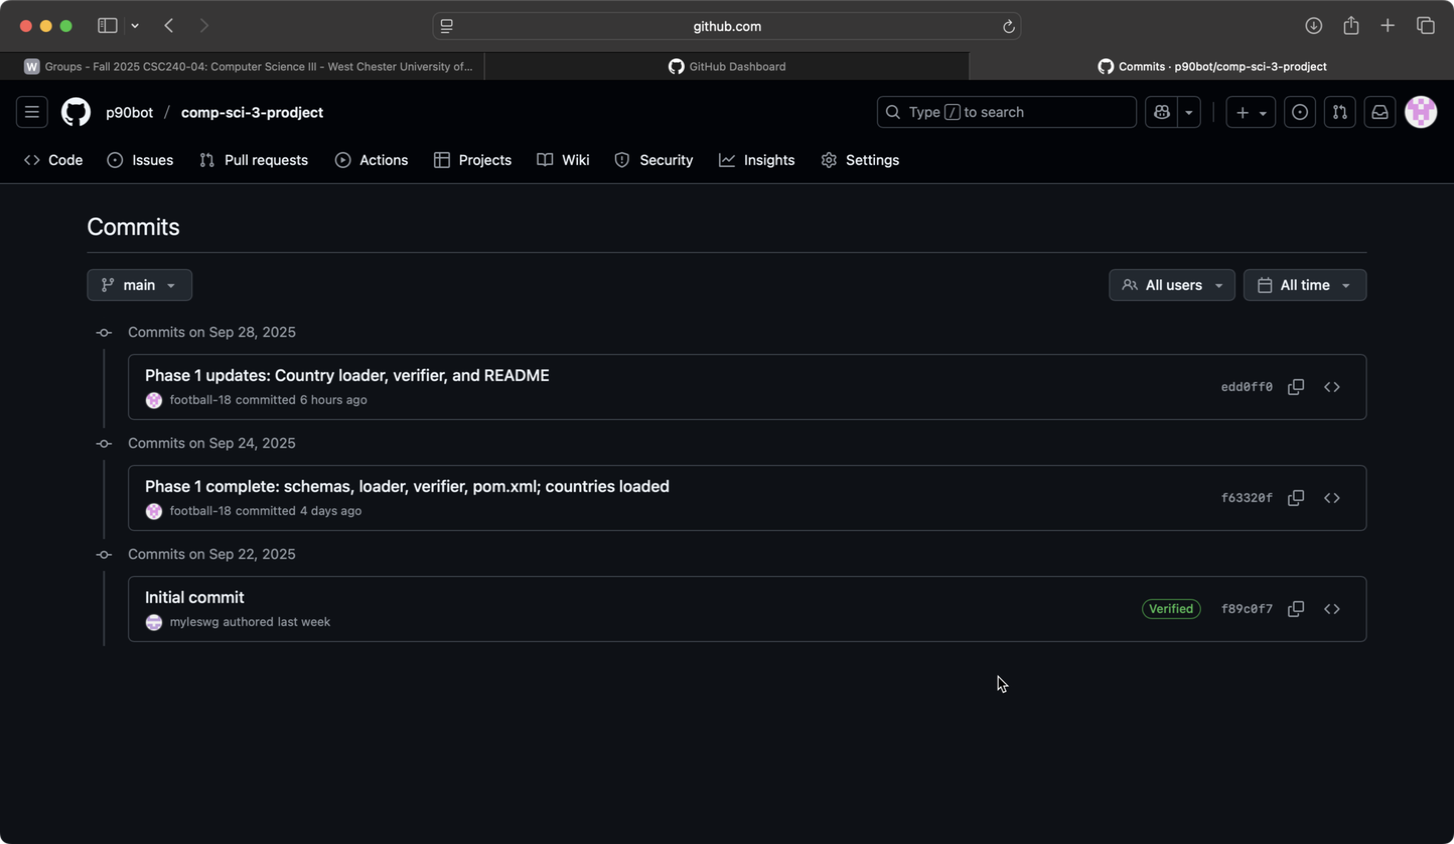 github.com
W Groups - Fall 2025 CSC240-04: Computer Science III - West Chester University of...
GitHub Dashboard
Commits · p90bot/comp-sci-3-prodject
p90bot / comp-sci-3-prodject
Type / to search
Code Issues Pull requests Actions Projects Wiki Security Insights Settings
Commits
main
All users
All time
Commits on Sep 28, 2025
Phase 1 updates: Country loader, verifier, and README
football-18 committed 6 hours ago
edd0ff0
Commits on Sep 24, 2025
Phase 1 complete: schemas, loader, verifier, pom.xml; countries loaded
football-18 committed 4 days ago
f63320f
Commits on Sep 22, 2025
Initial commit
myleswg authored last week
Verified
f89c0f7